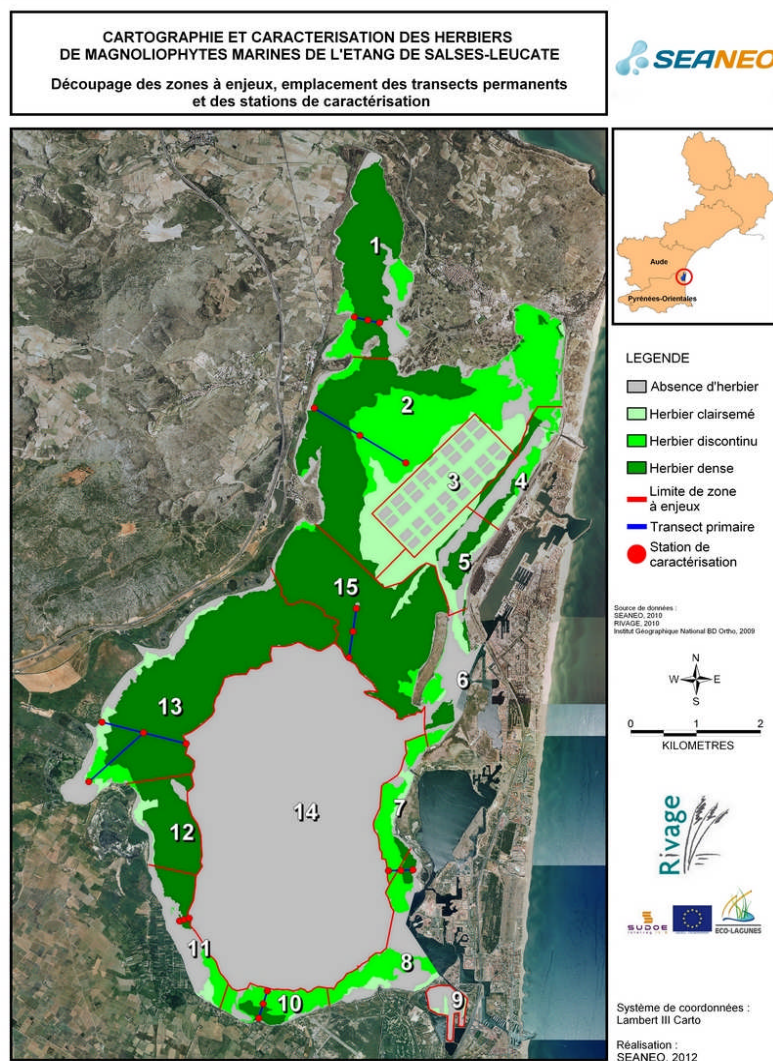 CARTOGRAPHIE ET CARACTERISATION DES HERBIERS
DE MAGNOLIOPHYTES MARINES DE L'ETANG DE SALSES-LEUCATE
Découpage des zones à enjeux, emplacement des transects permanents
et des stations de caractérisation
SEANEO
Aude
Pyrénées-Orientales
LEGENDE
Absence d'herbier
Herbier clairsemé
Herbier discontinu
Herbier dense
Limite de zone
à enjeux
Transect primaire
Station de
caractérisation
Source de données :
SEANEO, 2010
RIVAGE, 2010
Institut Géographique National BD Ortho, 2009
N
W E
S
0 1 2
KILOMETRES
Rivage
SUDOE
ECO-LAGUNES
Système de coordonnées :
Lambert III Carto
Réalisation :
SEANEO, 2012
1
2
3
4
5
15
6
13
14
7
12
11
8
10
9